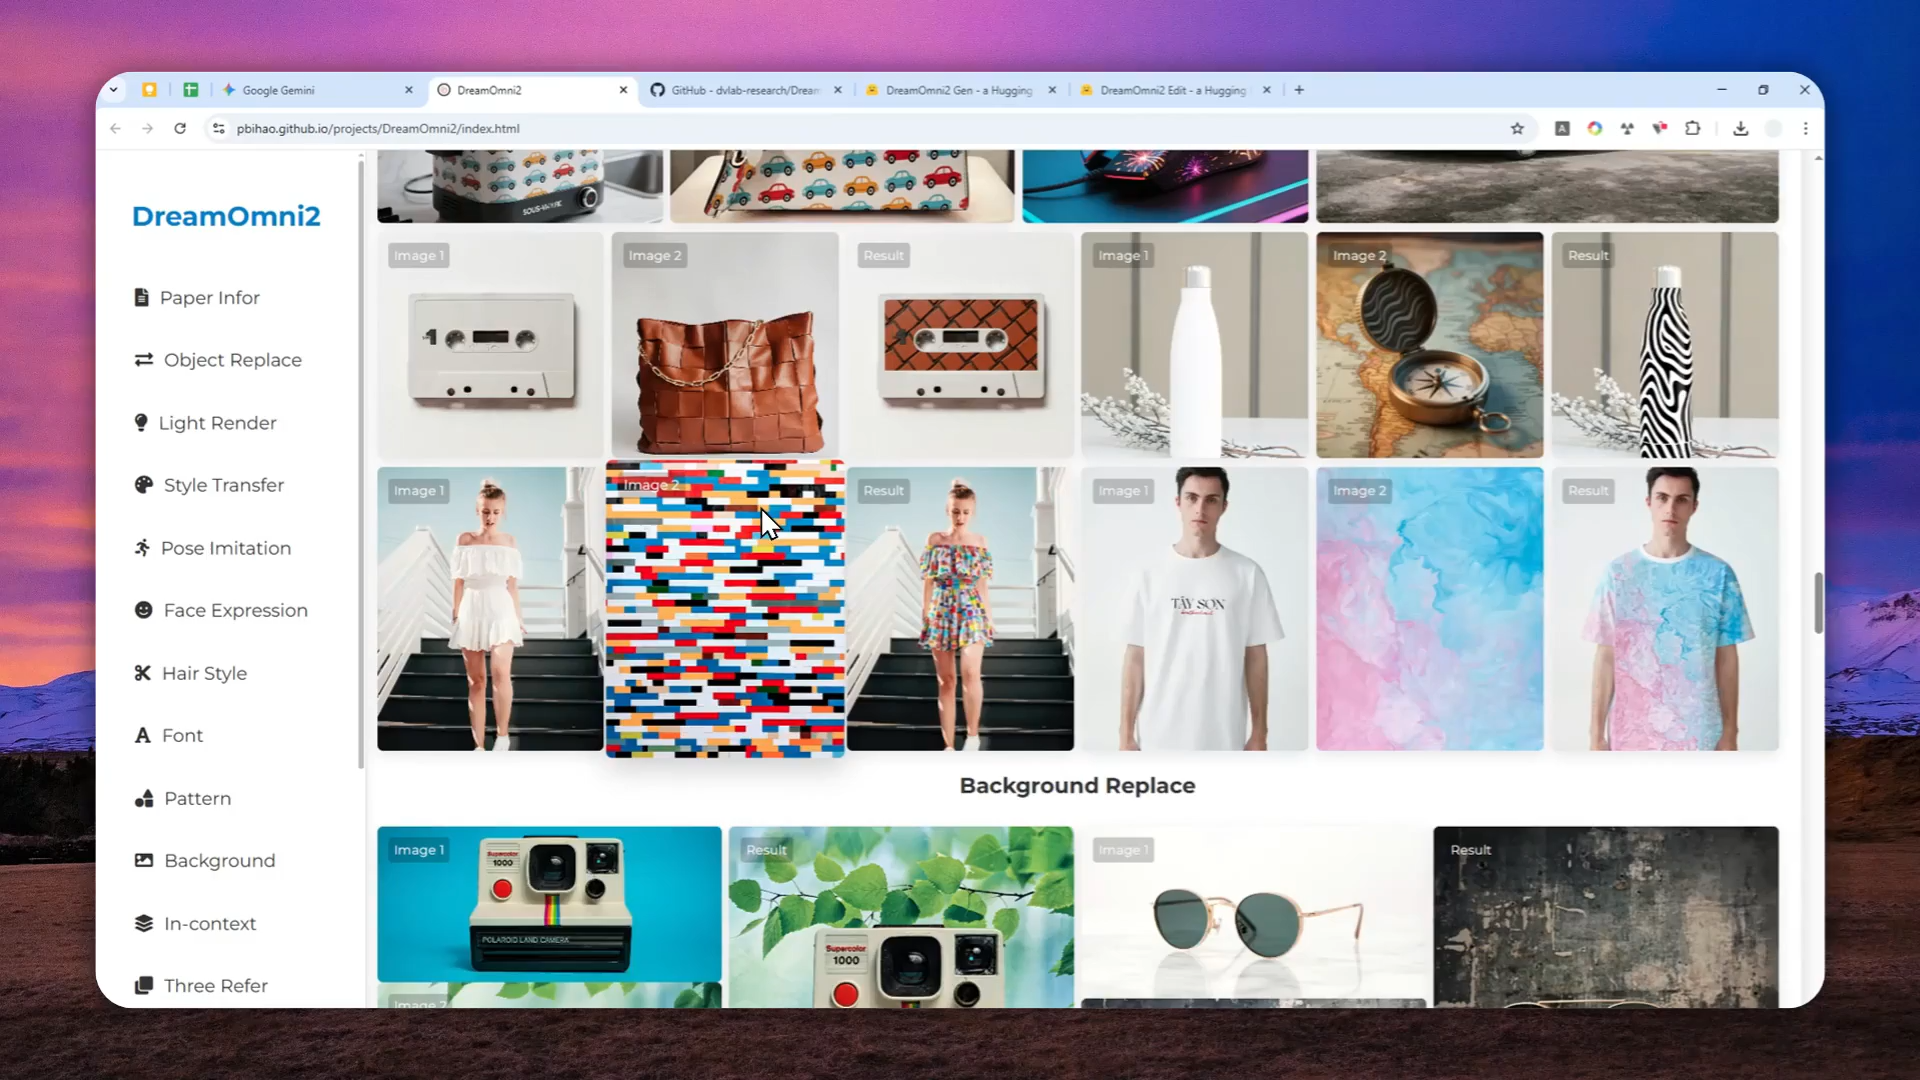 Google Gemini
DreamOmni2
GitHub - dvlab-research/Dream
DreamOmni2 Gen - a Hugging
DreamOmni2 Edit - a Hugging
pbihao.github.io/projects/DreamOmni2/index.html
A
DreamOmni2
Paper Infor
Object Replace
Light Render
Style Transfer
Pose Imitation
Face Expression
Hair Style
Font
Pattern
Background
In-context
Three Refer
Image 1
Image 2
Result
Image 1
Image 2
Result
1
Image 1
Image 2
Result
Image 1
Image 2
Result
TÂY SƠN
Background Replace
Image 1
Result
Image 1
Result
Supercolor
1000
POLAROID LAND CAMERA
Supercolor
1000
Image 2